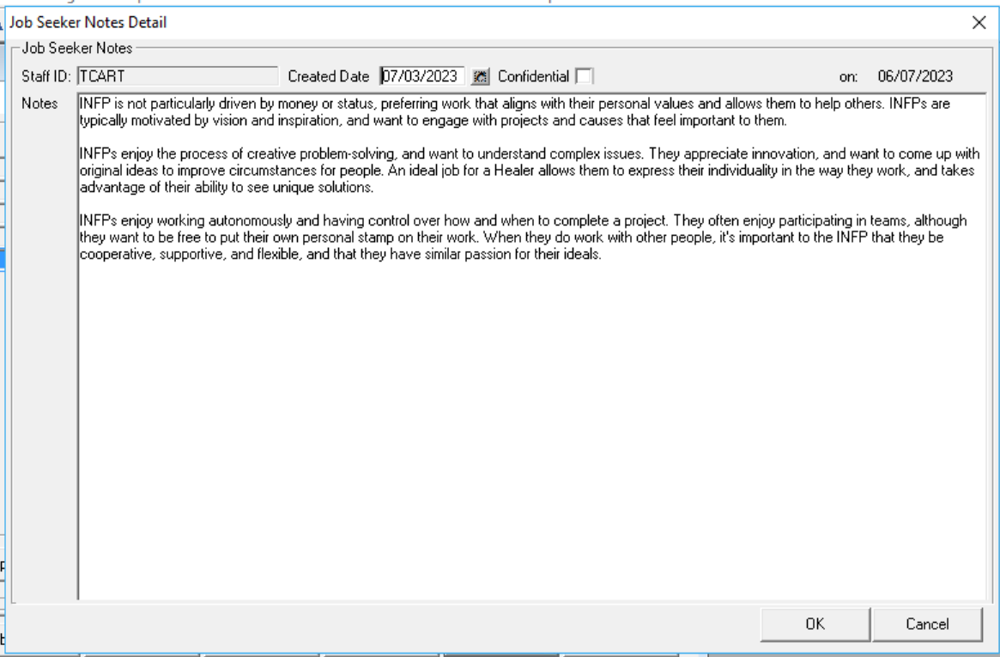 Job Seeker Notes Detail
Job Seeker Notes
Staff ID: TCART Created Date 07/03/2023 Confidential on: 06/07/2023
Notes INFP is not particularly driven by money or status, preferring work that aligns with their personal values and allows them to help others. INFPs are
typically motivated by vision and inspiration, and want to engage with projects and causes that feel important to them.
INFPs enjoy the process of creative problem-solving, and want to understand complex issues. They appreciate innovation, and want to come up with
original ideas to improve circumstances for people. An ideal job for a Healer allows them to express their individuality in the way they work, and takes
advantage of their ability to see unique solutions.
INFPs enjoy working autonomously and having control over how and when to complete a project. They often enjoy participating in teams, although
they want to be free to put their own personal stamp on their work. When they do work with other people, it's important to the INFP that they be
cooperative, supportive, and flexible, and that they have similar passion for their ideals.
OK Cancel